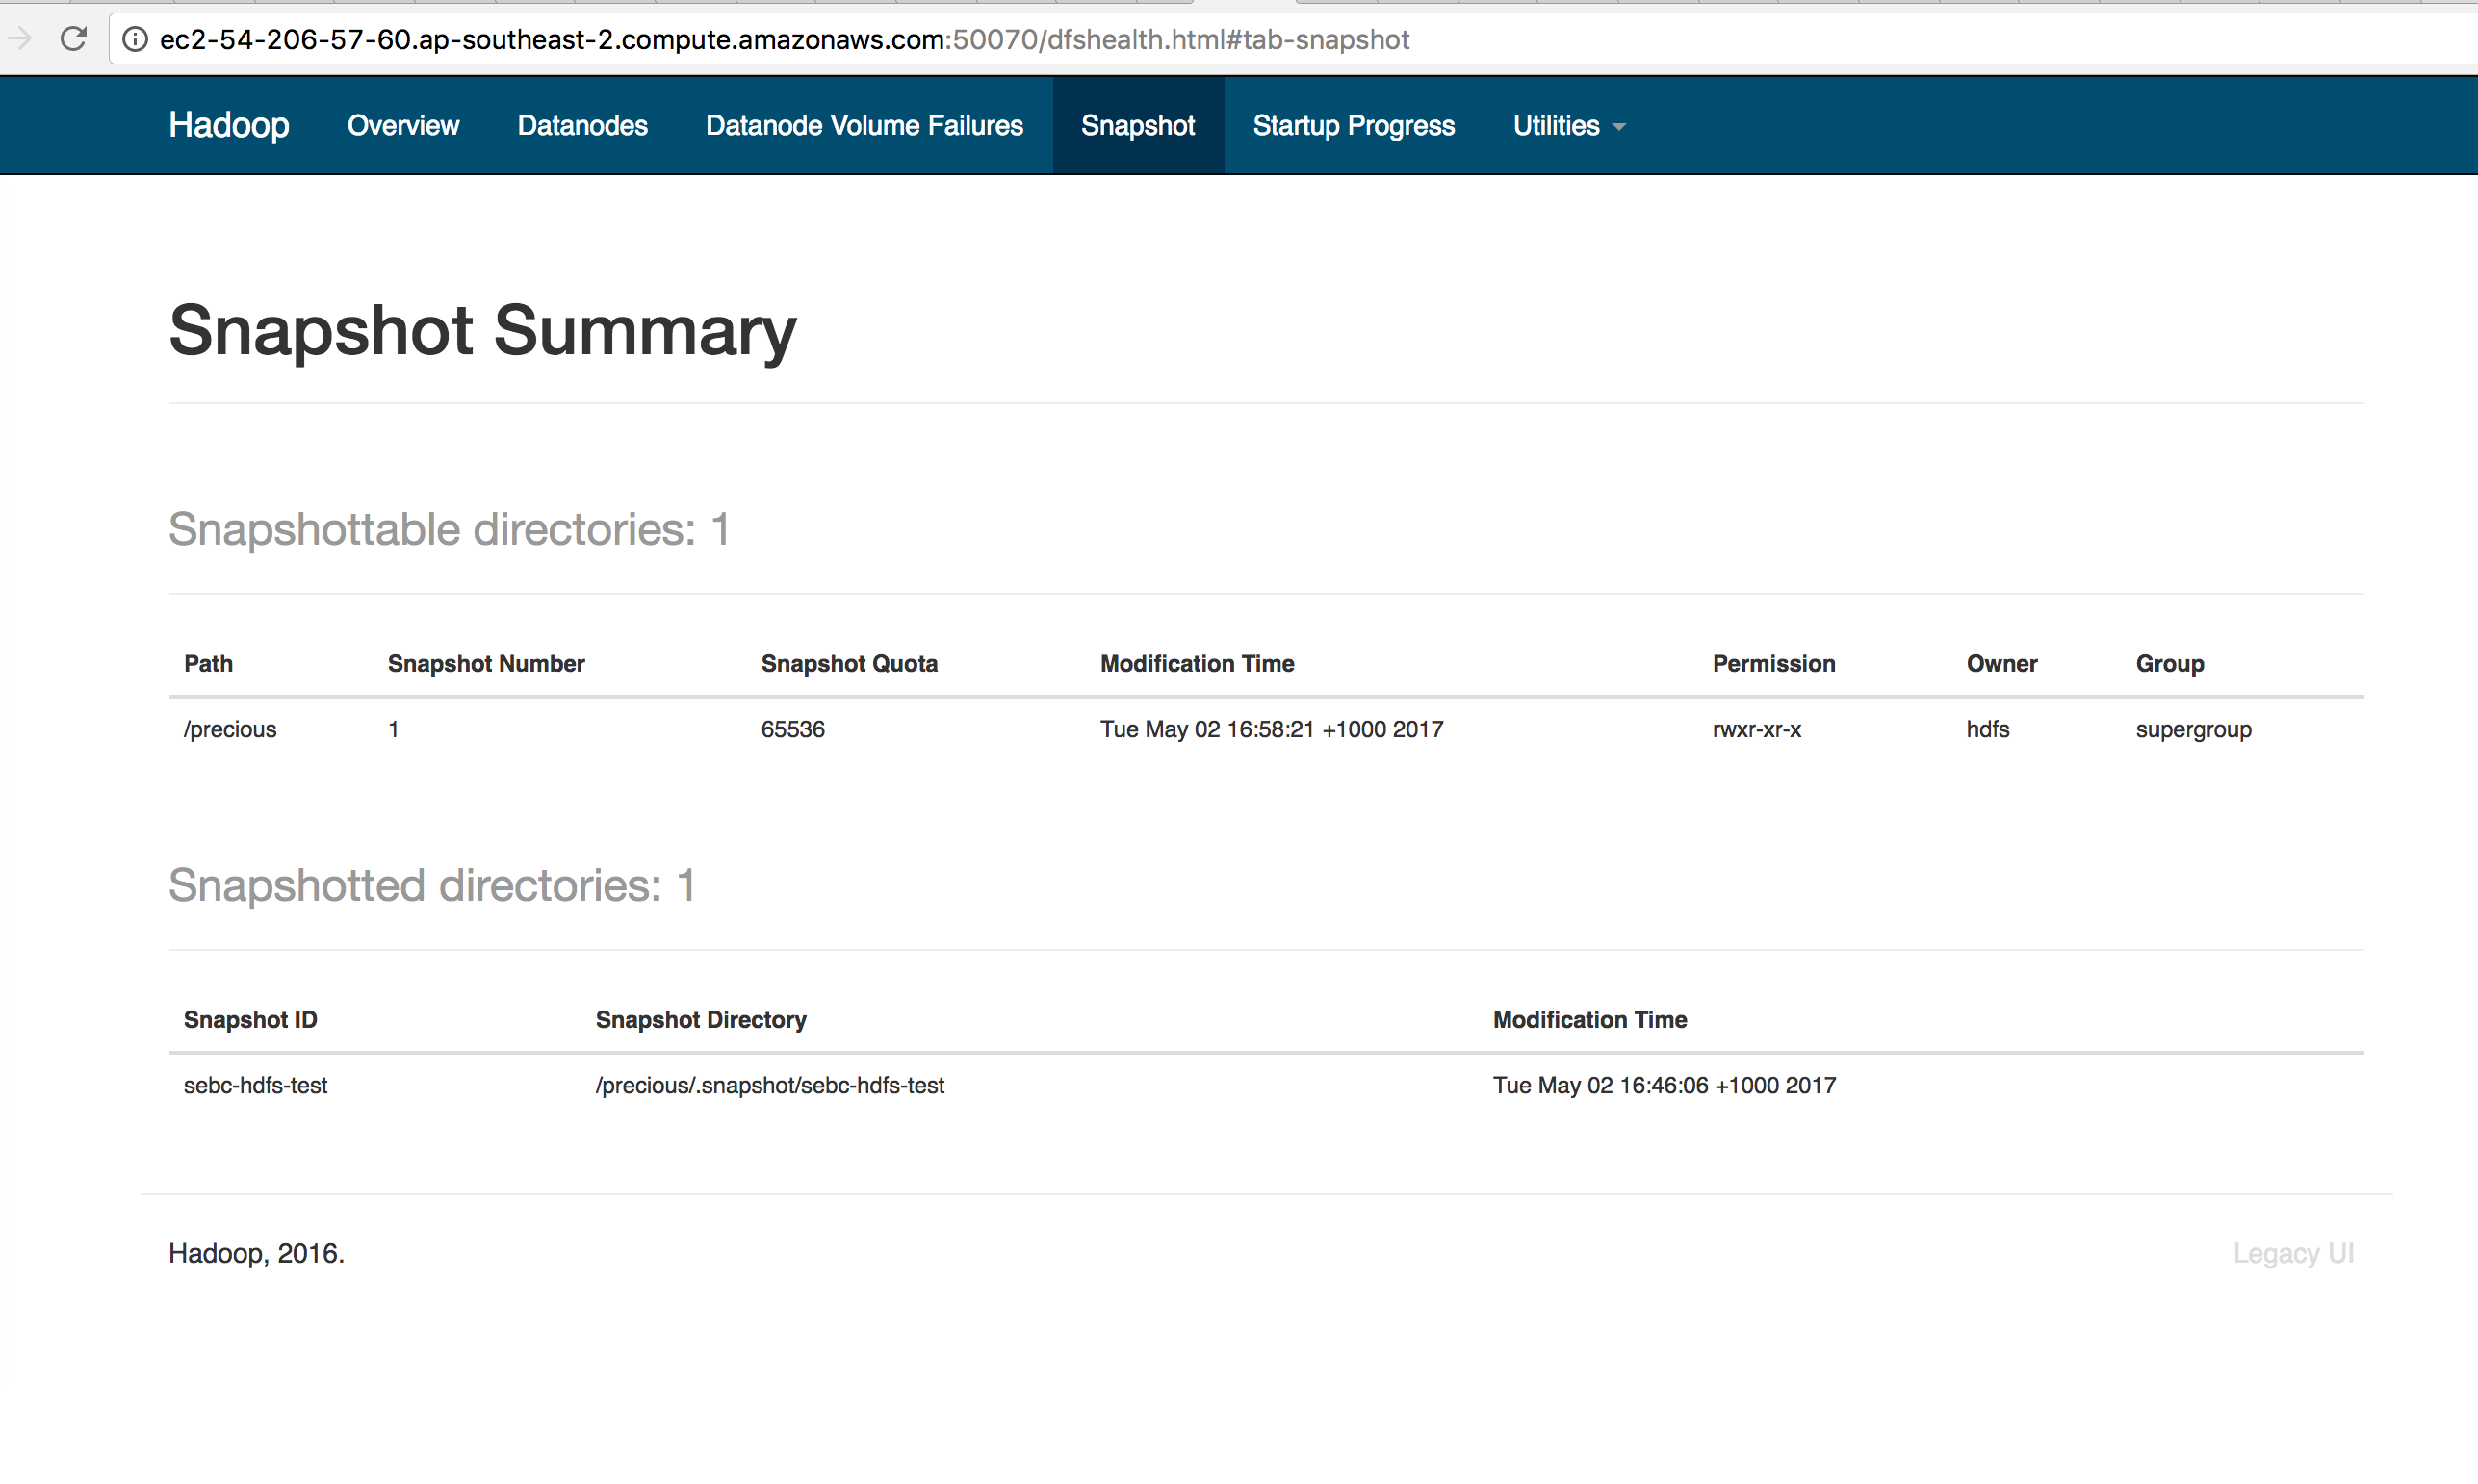 ec2-54-206-57-60.ap-southeast-2.compute.amazonaws.com:50070/dfshealth.html#tab-snapshot
Hadoop Overview Datanodes Datanode Volume Failures Snapshot Startup Progress Utilities
Snapshot Summary
Snapshottable directories: 1
Path Snapshot Number Snapshot Quota Modification Time Permission Owner Group
/precious 1 65536 Tue May 02 16:58:21 +1000 2017 rwxr-xr-x hdfs supergroup
Snapshotted directories: 1
Snapshot ID Snapshot Directory Modification Time
sebc-hdfs-test /precious/.snapshot/sebc-hdfs-test Tue May 02 16:46:06 +1000 2017
Hadoop, 2016. Legacy UI